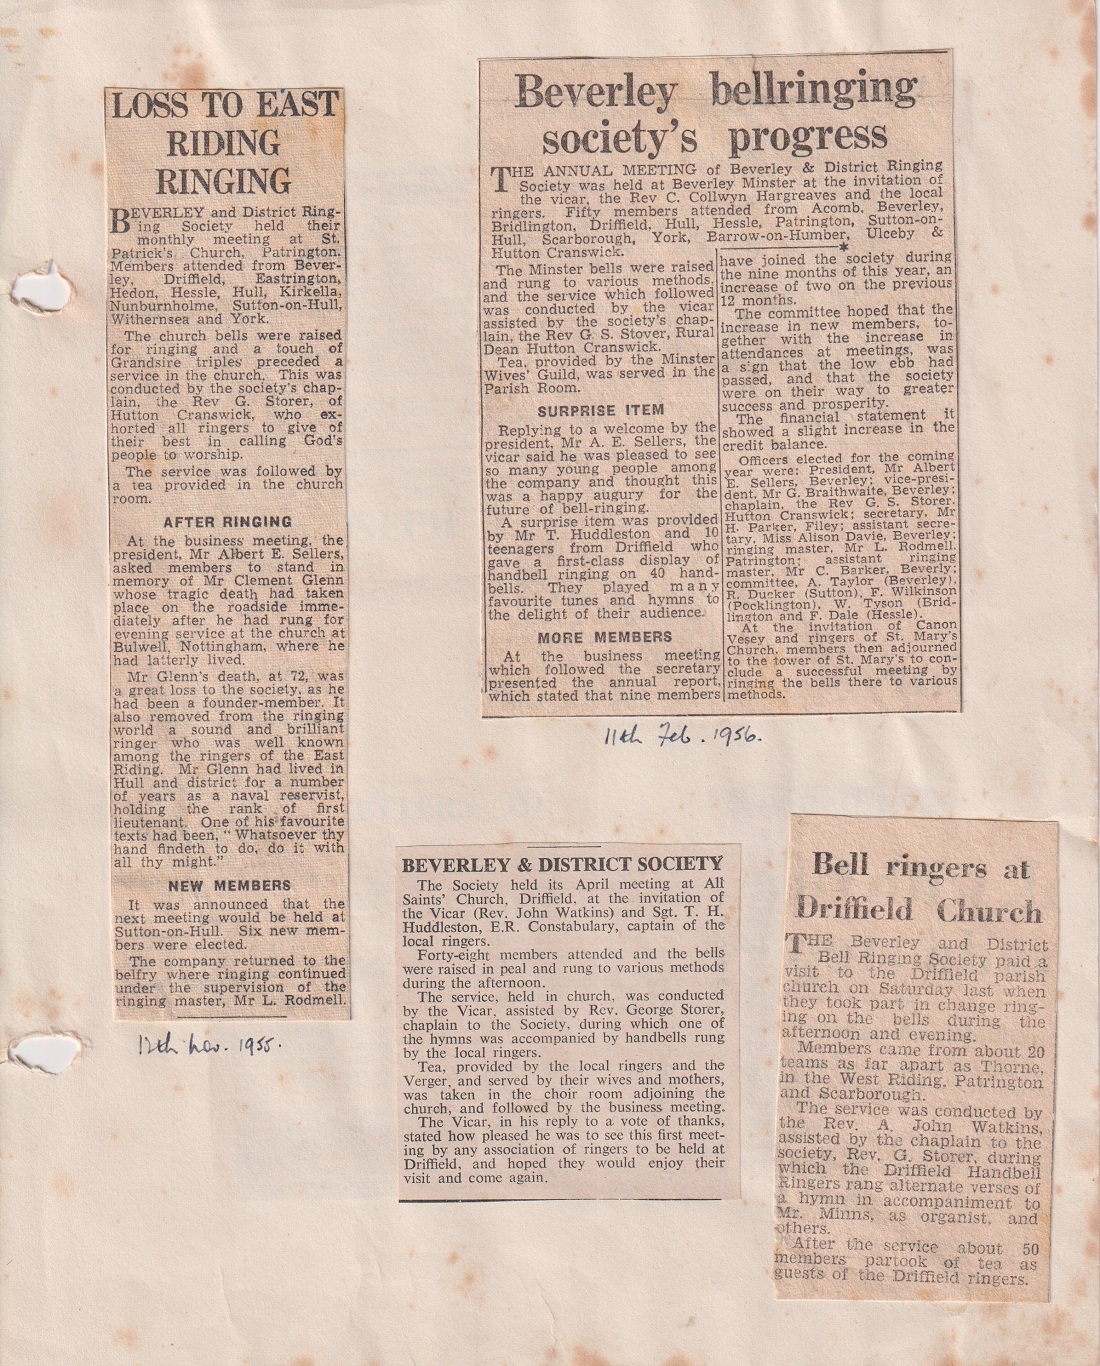 LOSS TO EAST
RIDING
RINGING
BEVERLEY and District Ring-
ing Society held their
monthly meeting at St.
Patrick's Church, Patrington.
Members attended from Bever-
ley, Driffield, Eastrington,
Hedon, Hessle, Hull, Kirkella,
Nunburnholme, Sutton-on-Hull,
Withernsea and York.
The church bells were raised
for ringing and a touch of
Grandsire triples preceded a
service in the church. This was
conducted by the society's chap-
lain, the Rev G. Storer, of
Hutton Cranswick, who ex-
horted all ringers to give of
their best in calling God's
people to worship.
The service was followed by
a tea provided in the church
room.
AFTER RINGING
At the business meeting, the
president, Mr Albert E. Sellers,
asked members to stand in
memory of Mr Clement Glenn
whose tragic death had taken
place on the roadside imme-
diately after he had rung for
evening service at the church at
Bulwell, Nottingham, where he
had latterly lived.
Mr Glenn's death, at 72, was
a great loss to the society, as he
had been a founder-member. It
also removed from the ringing
world a sound and brilliant
ringer who was well known
among the ringers of the East
Riding. Mr Glenn had lived in
Hull and district for a number
of years as a naval reservist,
holding the rank of first
lieutenant. One of his favourite
texts had been, "Whatsoever thy
hand findeth to do, do it with
all thy might."
NEW MEMBERS
It was announced that the
next meeting would be held at
Sutton-on-Hull. Six new mem-
bers were elected.
The company returned to the
belfry where ringing continued
under the supervision of the
ringing master, Mr L. Rodmell.
12th Nov. 1955.
Beverley bellringing
society's progress
THE ANNUAL MEETING of Beverley & District Ringing
Society was held at Beverley Minster at the invitation of
the vicar, the Rev C. Collwyn Hargreaves and the local
ringers. Fifty members attended from Acomb, Beverley,
Bridlington, Driffield, Hull, Hessle, Patrington, Sutton-on-
Hull, Scarborough, York, Barrow-on-Humber, Ulceby &
Hutton Cranswick.
The Minster bells were raised
and rung to various methods,
and the service which followed
was conducted by the vicar
assisted by the society's chap-
lain, the Rev G. S. Stover, Rural
Dean Hutton Cranswick.
Tea, provided by the Minster
Wives' Guild, was served in the
Parish Room.
SURPRISE ITEM
Replying to a welcome by the
president, Mr A. E. Sellers, the
vicar said he was pleased to see
so many young people among
the company and thought this
was a happy augury for the
future of bell-ringing.
A surprise item was provided
by Mr T. Huddleston and 10
teenagers from Driffield who
gave a first-class display of
handbell ringing on 40 hand-
bells. They played many
favourite tunes and hymns to
the delight of their audience.
MORE MEMBERS
At the business meeting
which followed the secretary
presented the annual report,
which stated that nine members
have joined the society during
the nine months of this year, an
increase of two on the previous
12 months.
The committee hoped that the
increase in new members, to-
gether with the increase in
attendances at meetings, was
a sign that the low ebb had
passed, and that the society
were on their way to greater
success and prosperity.
The financial statement it
showed a slight increase in the
credit balance.
Officers elected for the coming
year were: President, Mr Albert
E. Sellers, Beverley; vice-presi-
dent, Mr G. Braithwaite, Beverley;
chaplain, the Rev G. S. Storer,
Hutton Cranswick; secretary, Mr
H. Parker, Filey; assistant secre-
tary, Miss Alison Davie, Beverley;
ringing master, Mr L. Rodmell,
Patrington; assistant ringing
master, Mr C. Barker, Beverly;
committee, A. Taylor (Beverley),
R. Ducker (Sutton), F. Wilkinson
(Pocklington), W. Tyson (Brid-
lington and F. Dale (Hessle).
At the invitation of Canon
Vesey and ringers of St. Mary's
Church, members then adjourned
to the tower of St. Mary's to con-
clude a successful meeting by
ringing the bells there to various
methods.
11th Feb. 1956.
BEVERLEY & DISTRICT SOCIETY
The Society held its April meeting at All
Saints' Church, Driffield, at the invitation of
the Vicar (Rev. John Watkins) and Sgt. T. H.
Huddleston, E.R. Constabulary, captain of the
local ringers.
Forty-eight members attended and the bells
were raised in peal and rung to various methods
during the afternoon.
The service, held in church, was conducted
by the Vicar, assisted by Rev. George Storer,
chaplain to the Society, during which one of
the hymns was accompanied by handbells rung
by the local ringers.
Tea, provided by the local ringers and the
Verger, and served by their wives and mothers,
was taken in the choir room adjoining the
church, and followed by the business meeting.
The Vicar, in his reply to a vote of thanks,
stated how pleased he was to see this first meet-
ing by any association of ringers to be held at
Driffield, and hoped they would enjoy their
visit and come again.
Bell ringers at
Driffield Church
THE Beverley and District
Bell Ringing Society paid a
visit to the Driffield parish
church on Saturday last when
they took part in change ring-
ing on the bells during the
afternoon and evening.
Members came from about 20
teams as far apart as Thorne,
in the West Riding, Patrington
and Scarborough.
The service was conducted by
the Rev. A. John Watkins,
assisted by the chaplain to the
society, Rev. G. Storer, during
which the Driffield Handbell
Ringers rang alternate verses of
a hymn in accompaniment to
Mr. Minns, as organist, and
others.
After the service about 50
members partook of tea as
guests of the Driffield ringers.